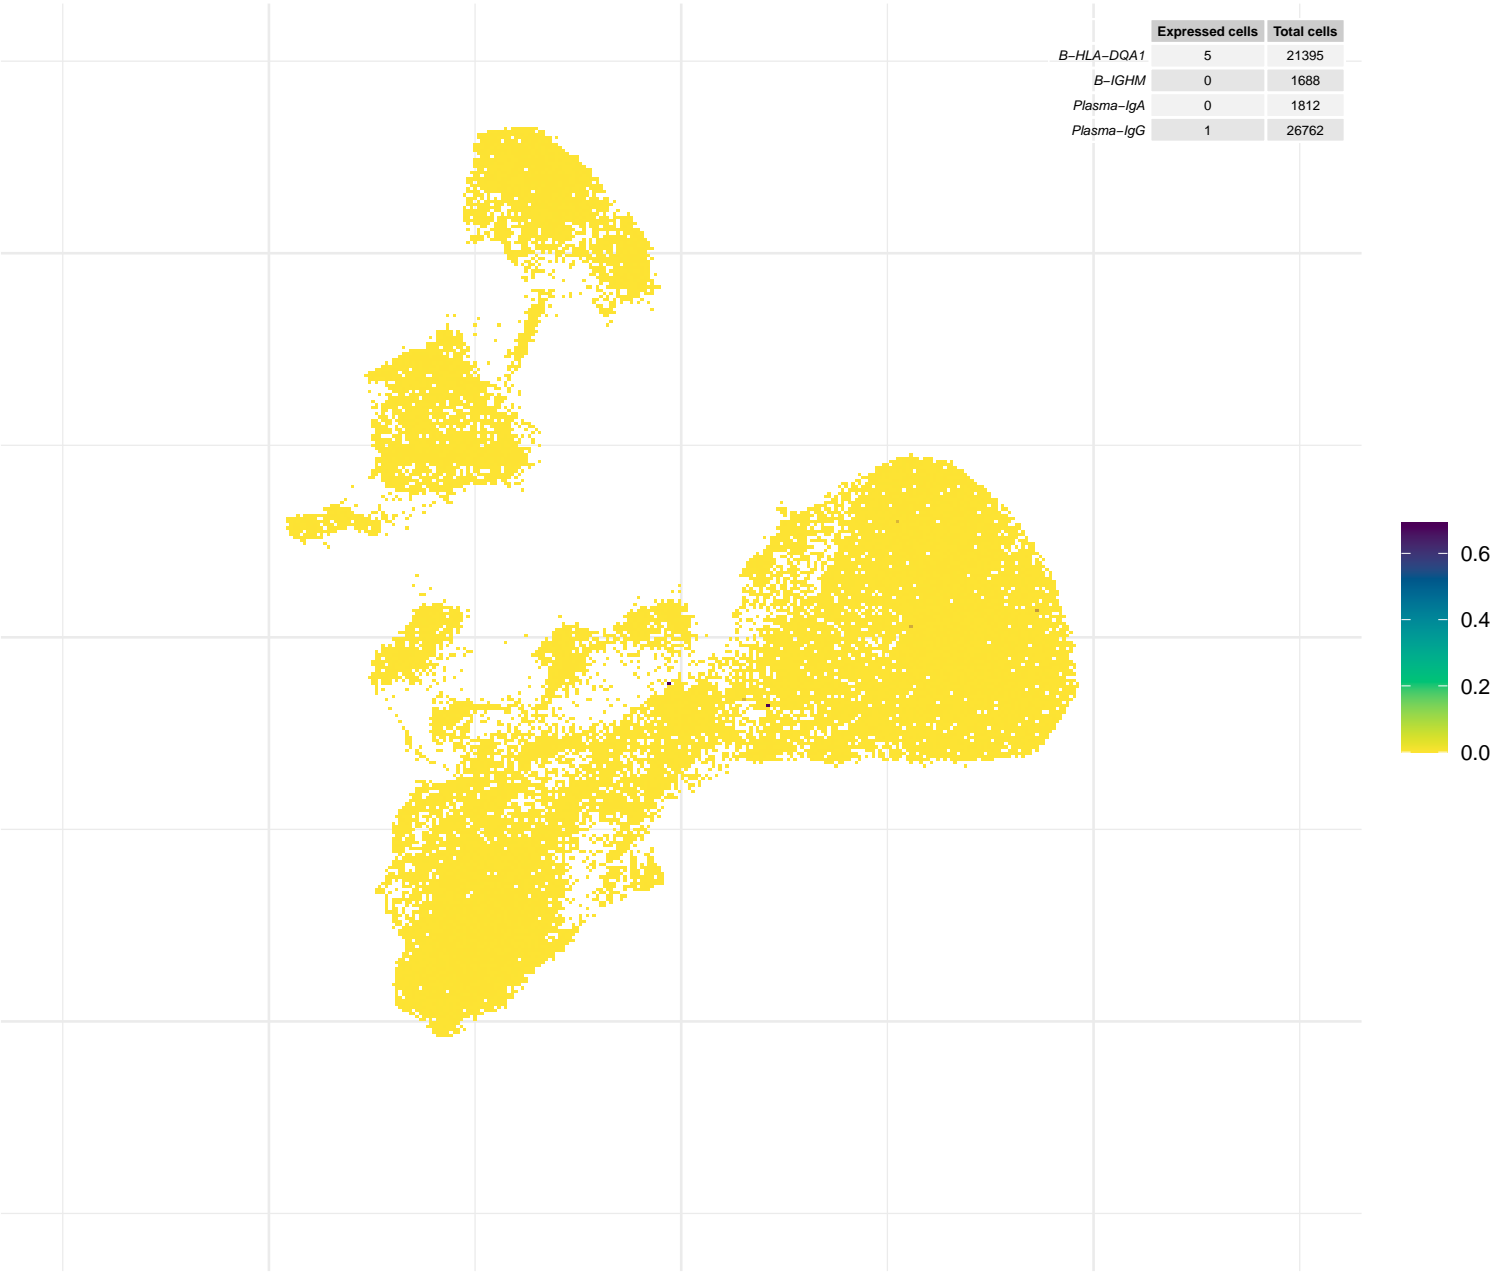 Expressed cells Total cells
B−HLA−DQA1 5 21395
B−IGHM 0 1688
Plasma−IgA 0 1812
Plasma−IgG 1 26762
0.6
0.4
0.2
0.0